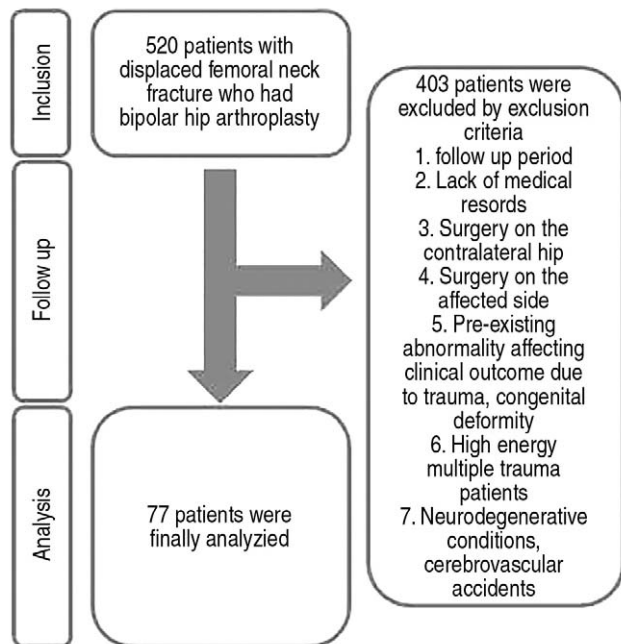 Inclusion
520 patients with
displaced femoral neck
fracture who had
bipolar hip arthroplasty
Follow up
403 patients were
excluded by exclusion
criteria
1. follow up period
2. Lack of medical
resords
3. Surgery on the
contralateral hip
4. Surgery on the
affected side
5. Pre-existing
abnormality affecting
clinical outcome due
to trauma, congenital
deformity
6. High energy
multiple trauma
patients
7. Neurodegenerative
conditions,
cerebrovascular
accidents
Analysis
77 patients were
finally analyzied